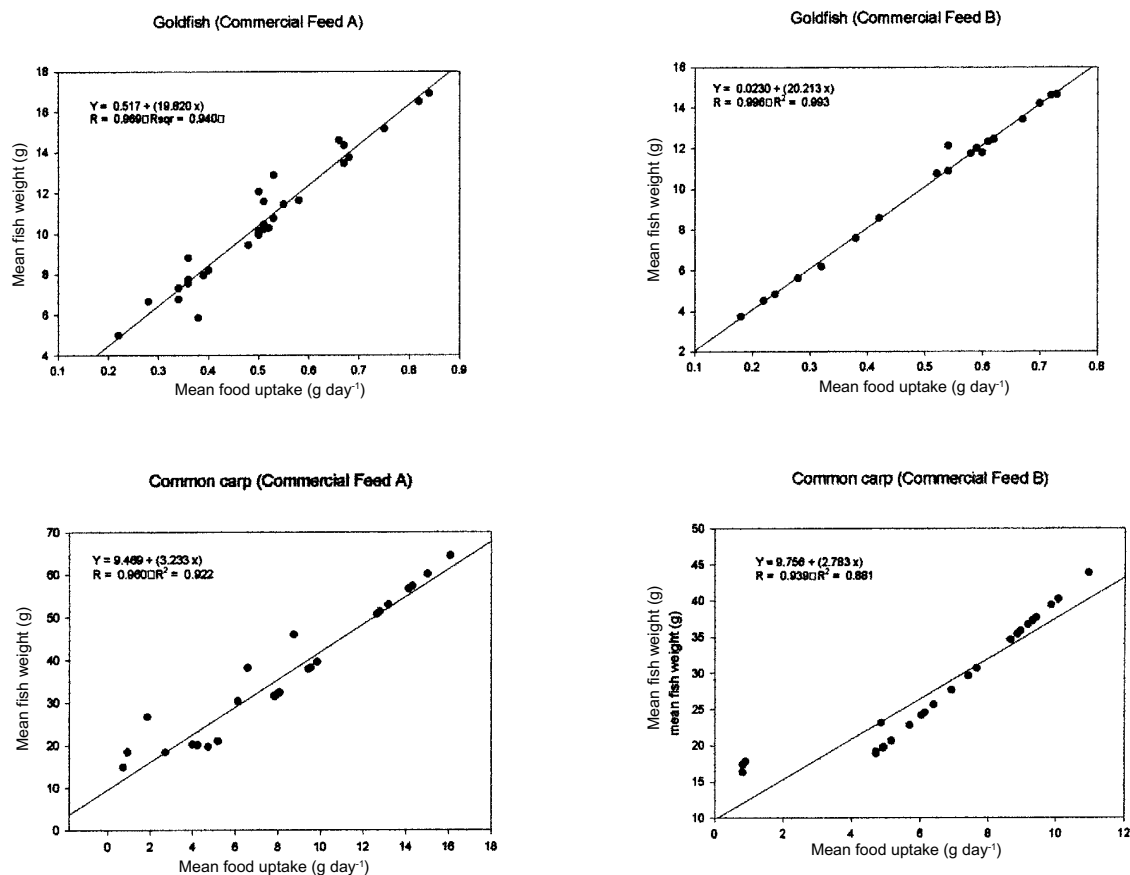 Goldfish (Commercial Feed A)
Y = 0.517 + (19.820 x)
R = 0.969□Rsqr = 0.940□
18
16
14
12
10
8
6
4
Mean fish weight (g)
0.1 0.2 0.3 0.4 0.5 0.6 0.7 0.8 0.9
Mean food uptake (g day⁻¹)
Goldfish (Commercial Feed B)
Y = 0.0230 + (20.213 x)
R = 0.996□R² = 0.993
16
14
12
10
8
6
4
2
Mean fish weight (g)
0.1 0.2 0.3 0.4 0.5 0.6 0.7 0.8
Mean food uptake (g day⁻¹)
Common carp (Commercial Feed A)
Y = 9.469 + (3.233 x)
R = 0.960□R² = 0.922
70
60
50
40
30
20
10
0
Mean fish weight (g)
0 2 4 6 8 10 12 14 16 18
Mean food uptake (g day⁻¹)
Common carp (Commercial Feed B)
Y = 9.756 + (2.783 x)
R = 0.939□R² = 0.881
50
45
40
35
30
25
20
15
10
Mean fish weight (g)
mean fish weight (g)
0 2 4 6 8 10 12
Mean food uptake (g day⁻¹)